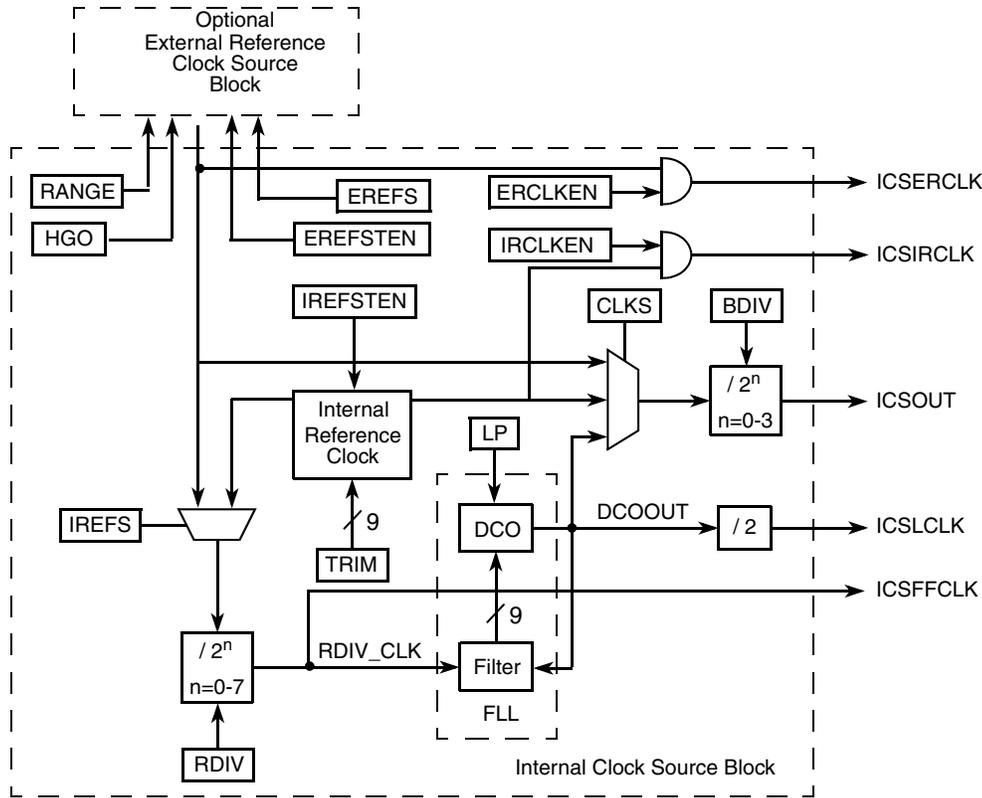 Optional
External Reference
Clock Source
Block
RANGE
EREFS
ERCLKEN
ICSERCLK
HGO
EREFSTEN
IRCLKEN
ICSIRCLK
IREFSTEN
CLKS
BDIV
Internal
Reference
Clock
/ 2n
n=0-3
ICSOUT
LP
IREFS
9
TRIM
DCO
DCOOUT
/ 2
ICSLCLK
ICSFFCLK
9
/ 2n
n=0-7
RDIV_CLK
Filter
FLL
RDIV
Internal Clock Source Block